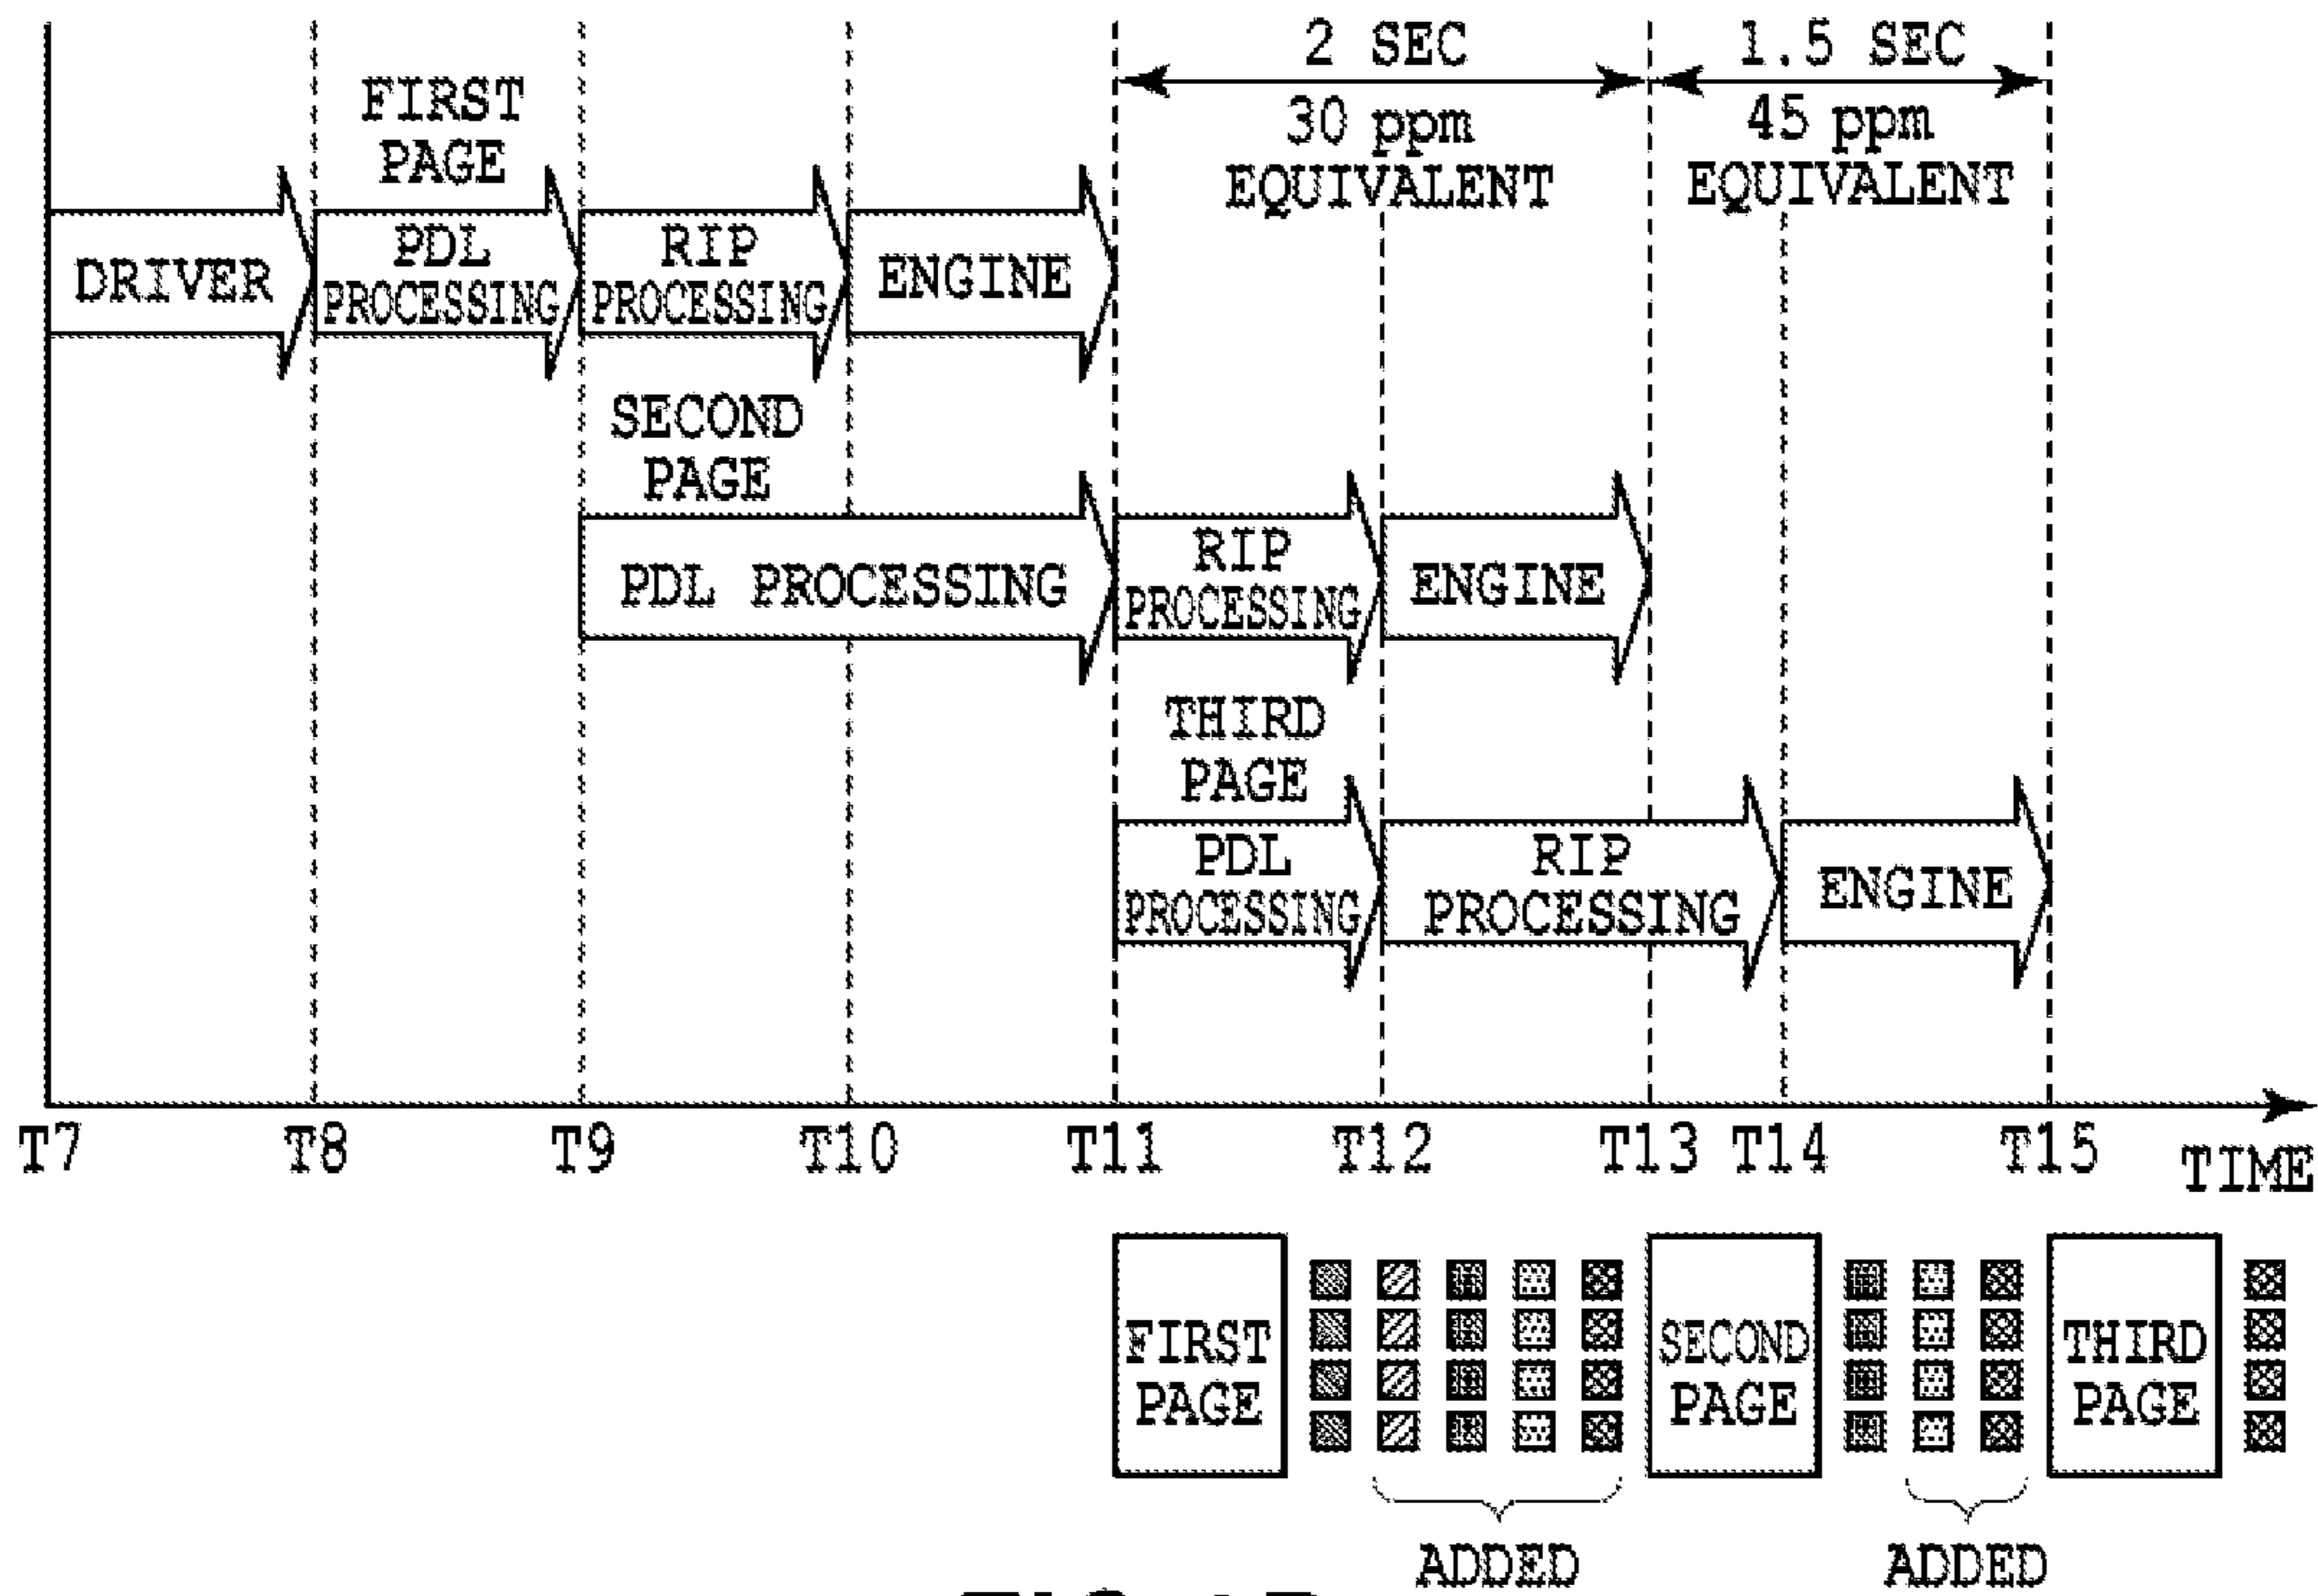 2 SEC
1.5 SEC
30 ppm
EQUIVALENT
45 ppm
EQUIVALENT
FIRST
PAGE
DRIVER
PDL
PROCESSING
RIP
PROCESSING
ENGINE
SECOND
PAGE
PDL PROCESSING
RIP
PROCESSING
ENGINE
THIRD
PAGE
PDL
PROCESSING
RIP
PROCESSING
ENGINE
T7 T8 T9 T10 T11 T12 T13 T14 T15
TIME
FIRST
PAGE
SECOND
PAGE
THIRD
PAGE
ADDED
ADDED